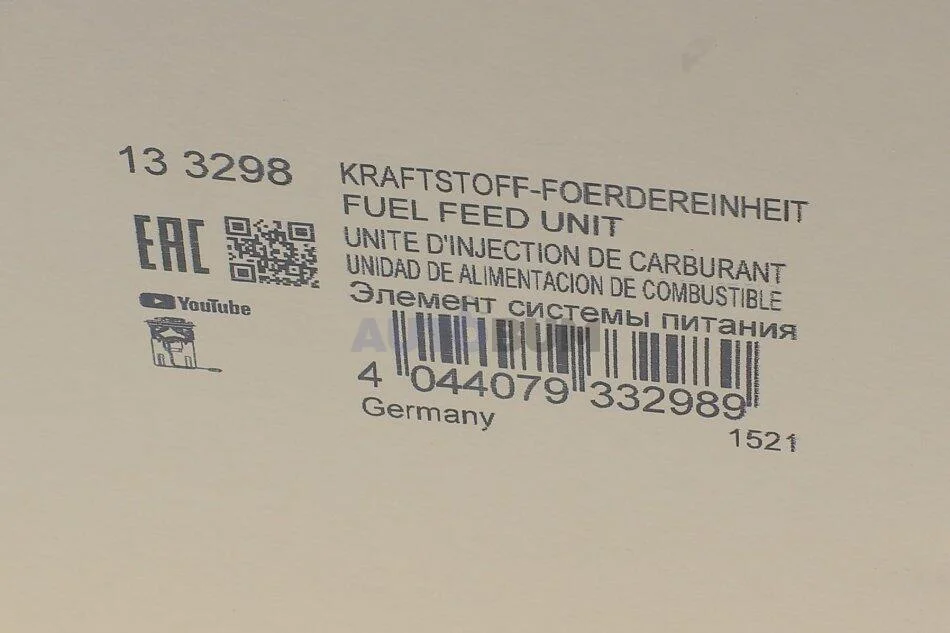 13 3298
KRAFTSTOFF-FOERDEREINHEIT
FUEL FEED UNIT
UNITE D'INJECTION DE CARBURANT
UNIDAD DE ALIMENTACION DE COMBUSTIBLE
Элемент системы питания
EAC
YouTube
AUTOBUM
4 044079 332989
Germany
1521